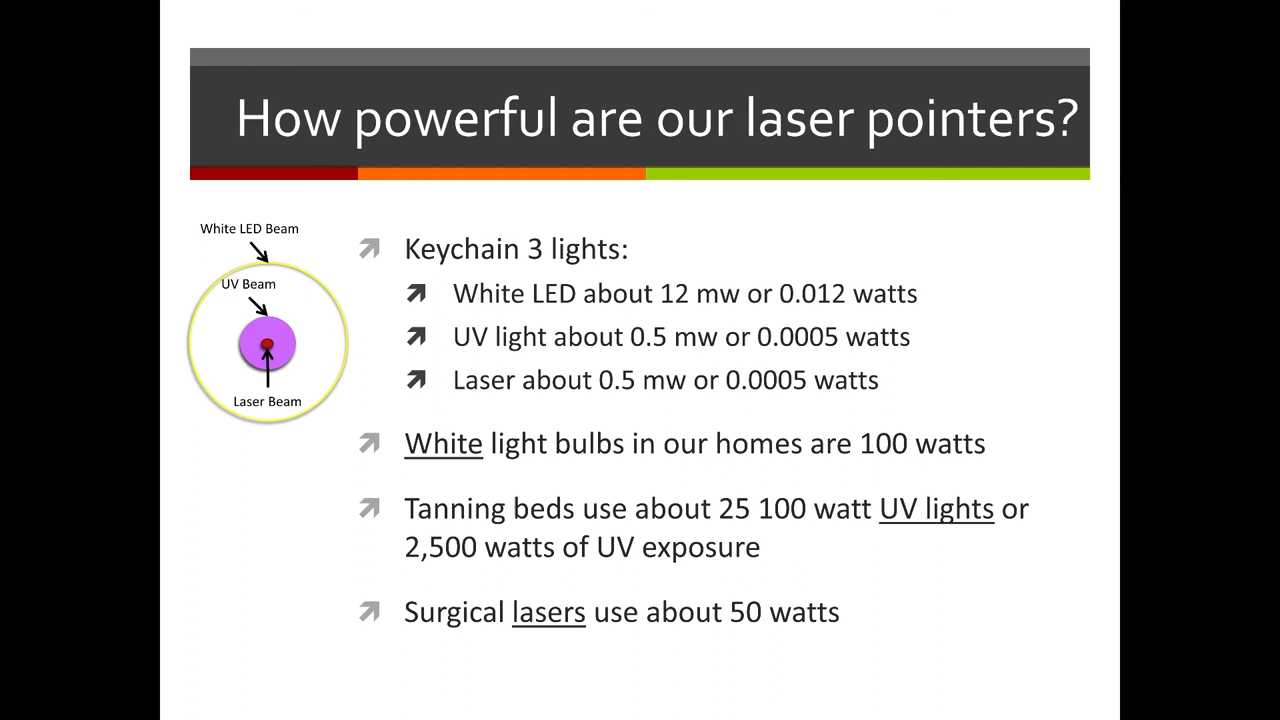 How powerful are our laser pointers?
White LED Beam
UV Beam
Laser Beam
Keychain 3 lights:
White LED about 12 mw or 0.012 watts
UV light about 0.5 mw or 0.0005 watts
Laser about 0.5 mw or 0.0005 watts
White light bulbs in our homes are 100 watts
Tanning beds use about 25 100 watt UV lights or
2,500 watts of UV exposure
Surgical lasers use about 50 watts